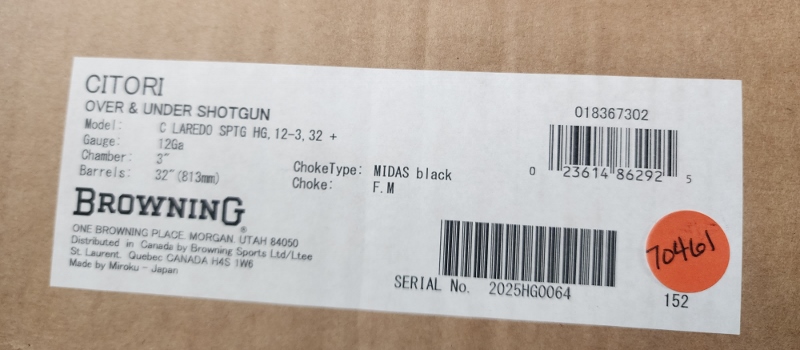 CITORI
OVER & UNDER SHOTGUN
Model: C LAREDO SPTG HG, 12-3, 32 +
Gauge: 12Ga
Chamber: 3"
Barrels: 32"(813mm)
ChokeType: MIDAS black
Choke: F.M
BROWNING®
ONE BROWNING PLACE, MORGAN, UTAH 84050
Distributed in Canada by Browning Sports Ltd/Ltee
St. Laurent, Quebec CANADA H4S 1W6
Made by Miroku - Japan
018367302
0 23614 86292 5
SERIAL No. 2025HG0064
70461
152